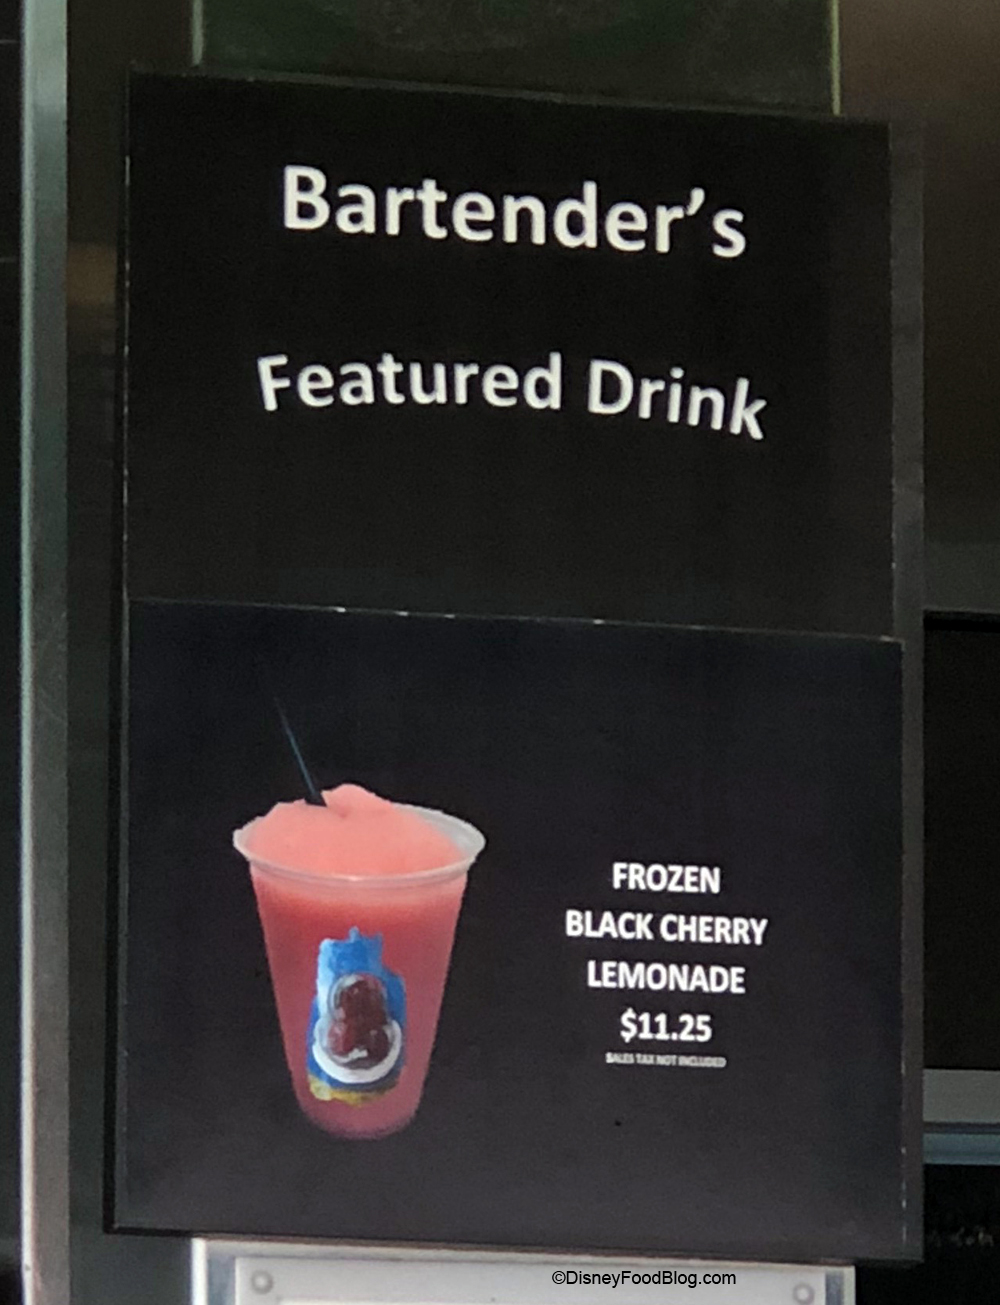 Bartender's
Featured Drink
FROZEN
BLACK CHERRY
LEMONADE
$11.25
SALES TAX NOT INCLUDED
©DisneyFoodBlog.com